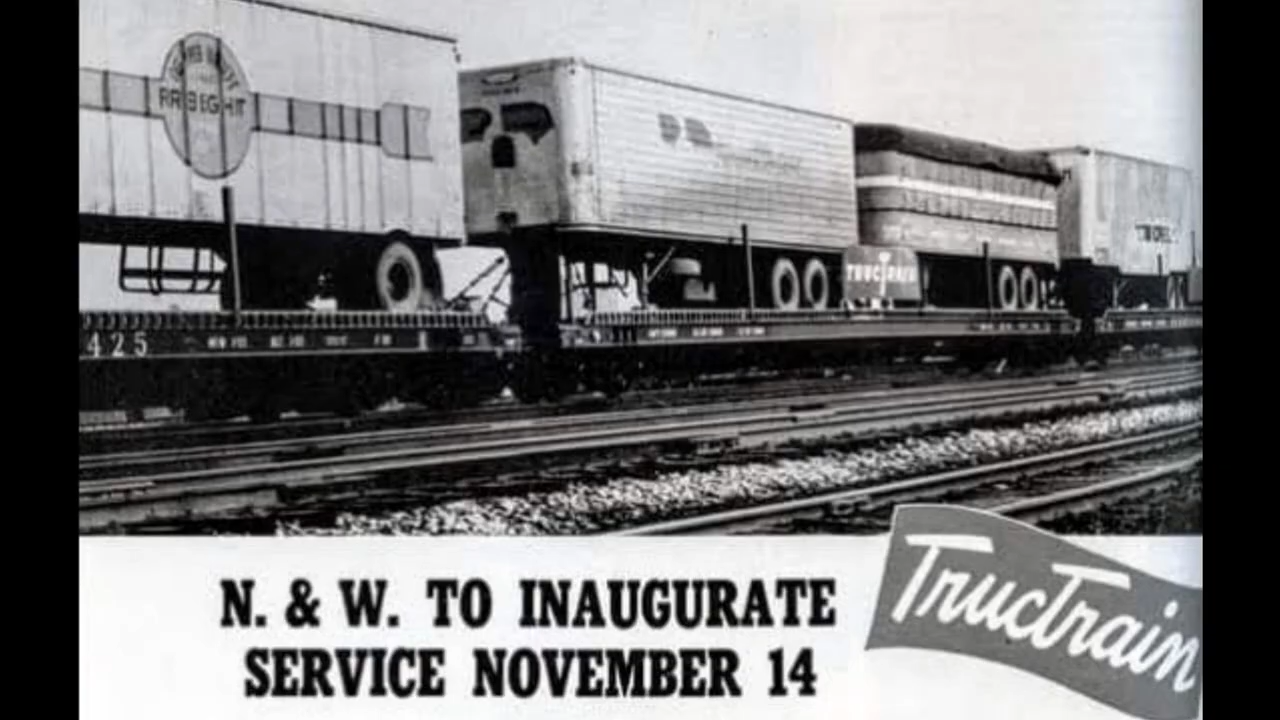 FREIGHT
425
TRUCTRAIN
N. & W. TO INAUGURATE
SERVICE NOVEMBER 14
TrucTrain